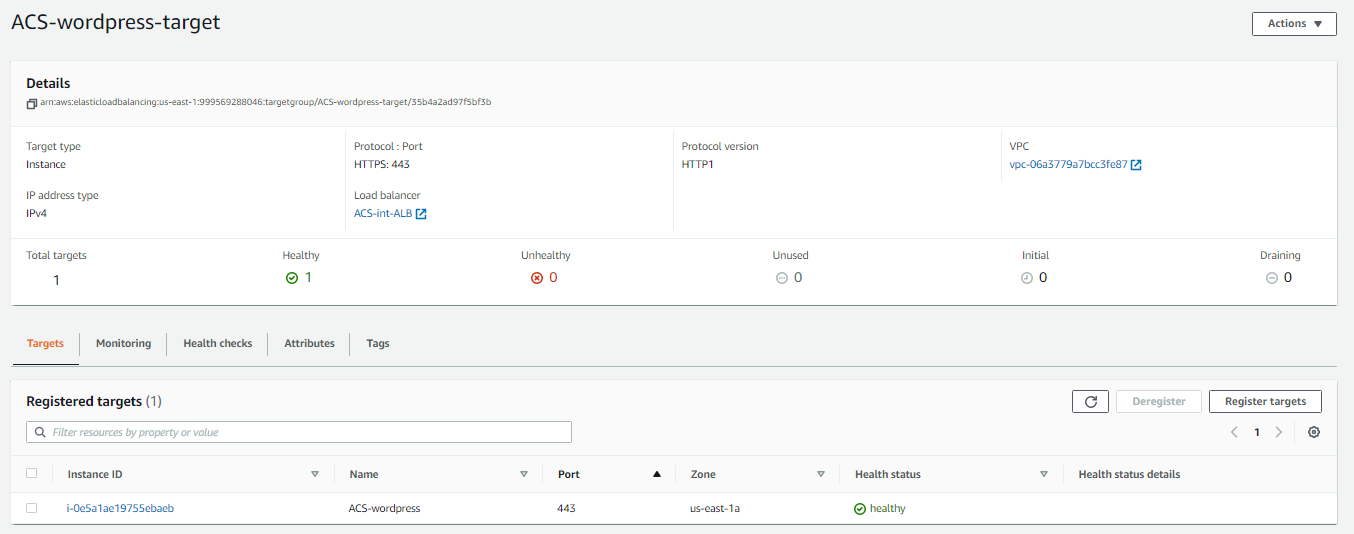 ACS-wordpress-target
Actions
Details
arn:aws:elasticloadbalancing:us-east-1:999569288046:targetgroup/ACS-wordpress-target/35b4a2ad97f5bf3b
Target type
Instance
Protocol : Port
HTTPS: 443
Protocol version
HTTP1
VPC
vpc-06a3779a7bcc3fe87
IP address type
IPv4
Load balancer
ACS-int-ALB
Total targets
1
Healthy
1
Unhealthy
0
Unused
0
Initial
0
Draining
0
Targets Monitoring Health checks Attributes Tags
Registered targets (1)
Deregister
Register targets
Filter resources by property or value
1
Instance ID Name Port Zone Health status Health status details
i-0e5a1ae19755ebaeb ACS-wordpress 443 us-east-1a healthy